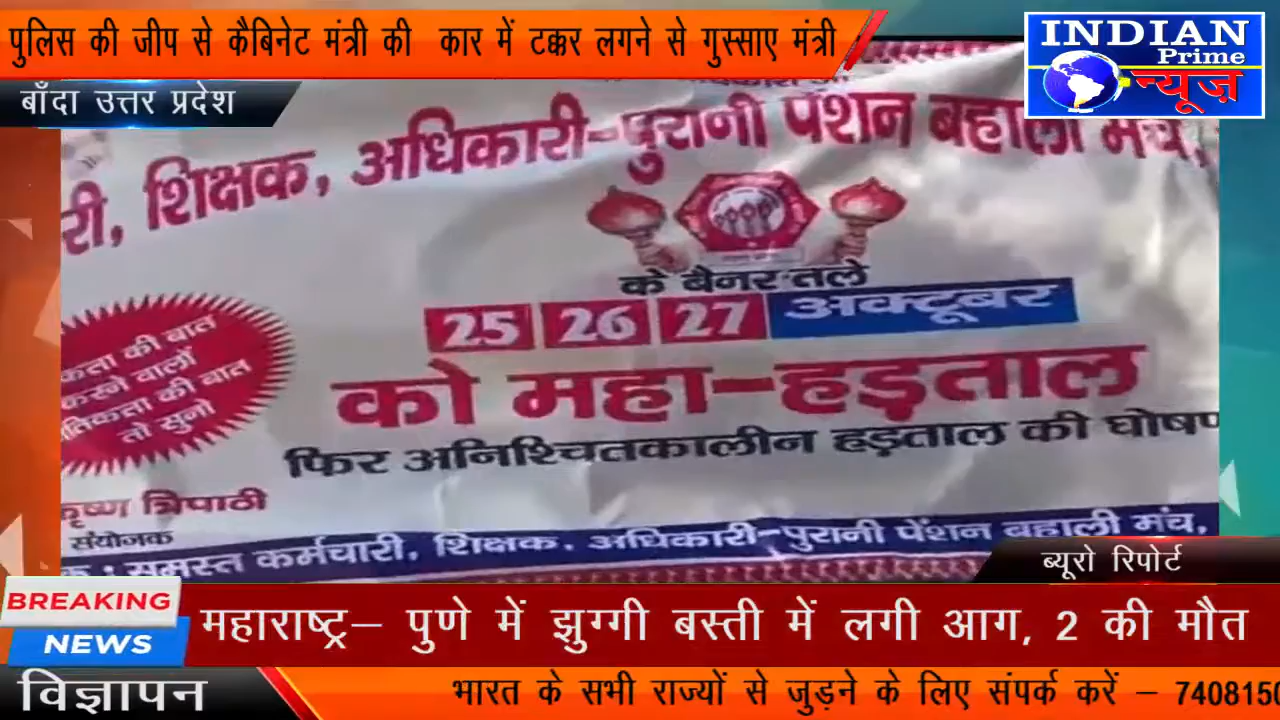 पुलिस की जीप से कैबिनेट मंत्री की कार में टक्कर लगने से गुस्साए मंत्री
INDIAN
Prime
न्यूज़
बाँदा उत्तर प्रदेश
री, शिक्षक, अधिकारी-पुरानी पेंशन बहाली मंच,
के बैनर तले
25 26 27 अक्टूबर
को महा-हड़ताल
फिर अनिश्चितकालीन हड़ताल की घोषण
की बात
करने वालों
की बात
तो सुनो
कृष्ण त्रिपाठी
संयोजक
क : समस्त कर्मचारी, शिक्षक, अधिकारी-पुरानी पेंशन बहाली मंच,
ब्यूरो रिपोर्ट
BREAKING
NEWS
महाराष्ट्र- पुणे में झुग्गी बस्ती में लगी आग, 2 की मौत
विज्ञापन
भारत के सभी राज्यों से जुड़ने के लिए संपर्क करें - 7408150